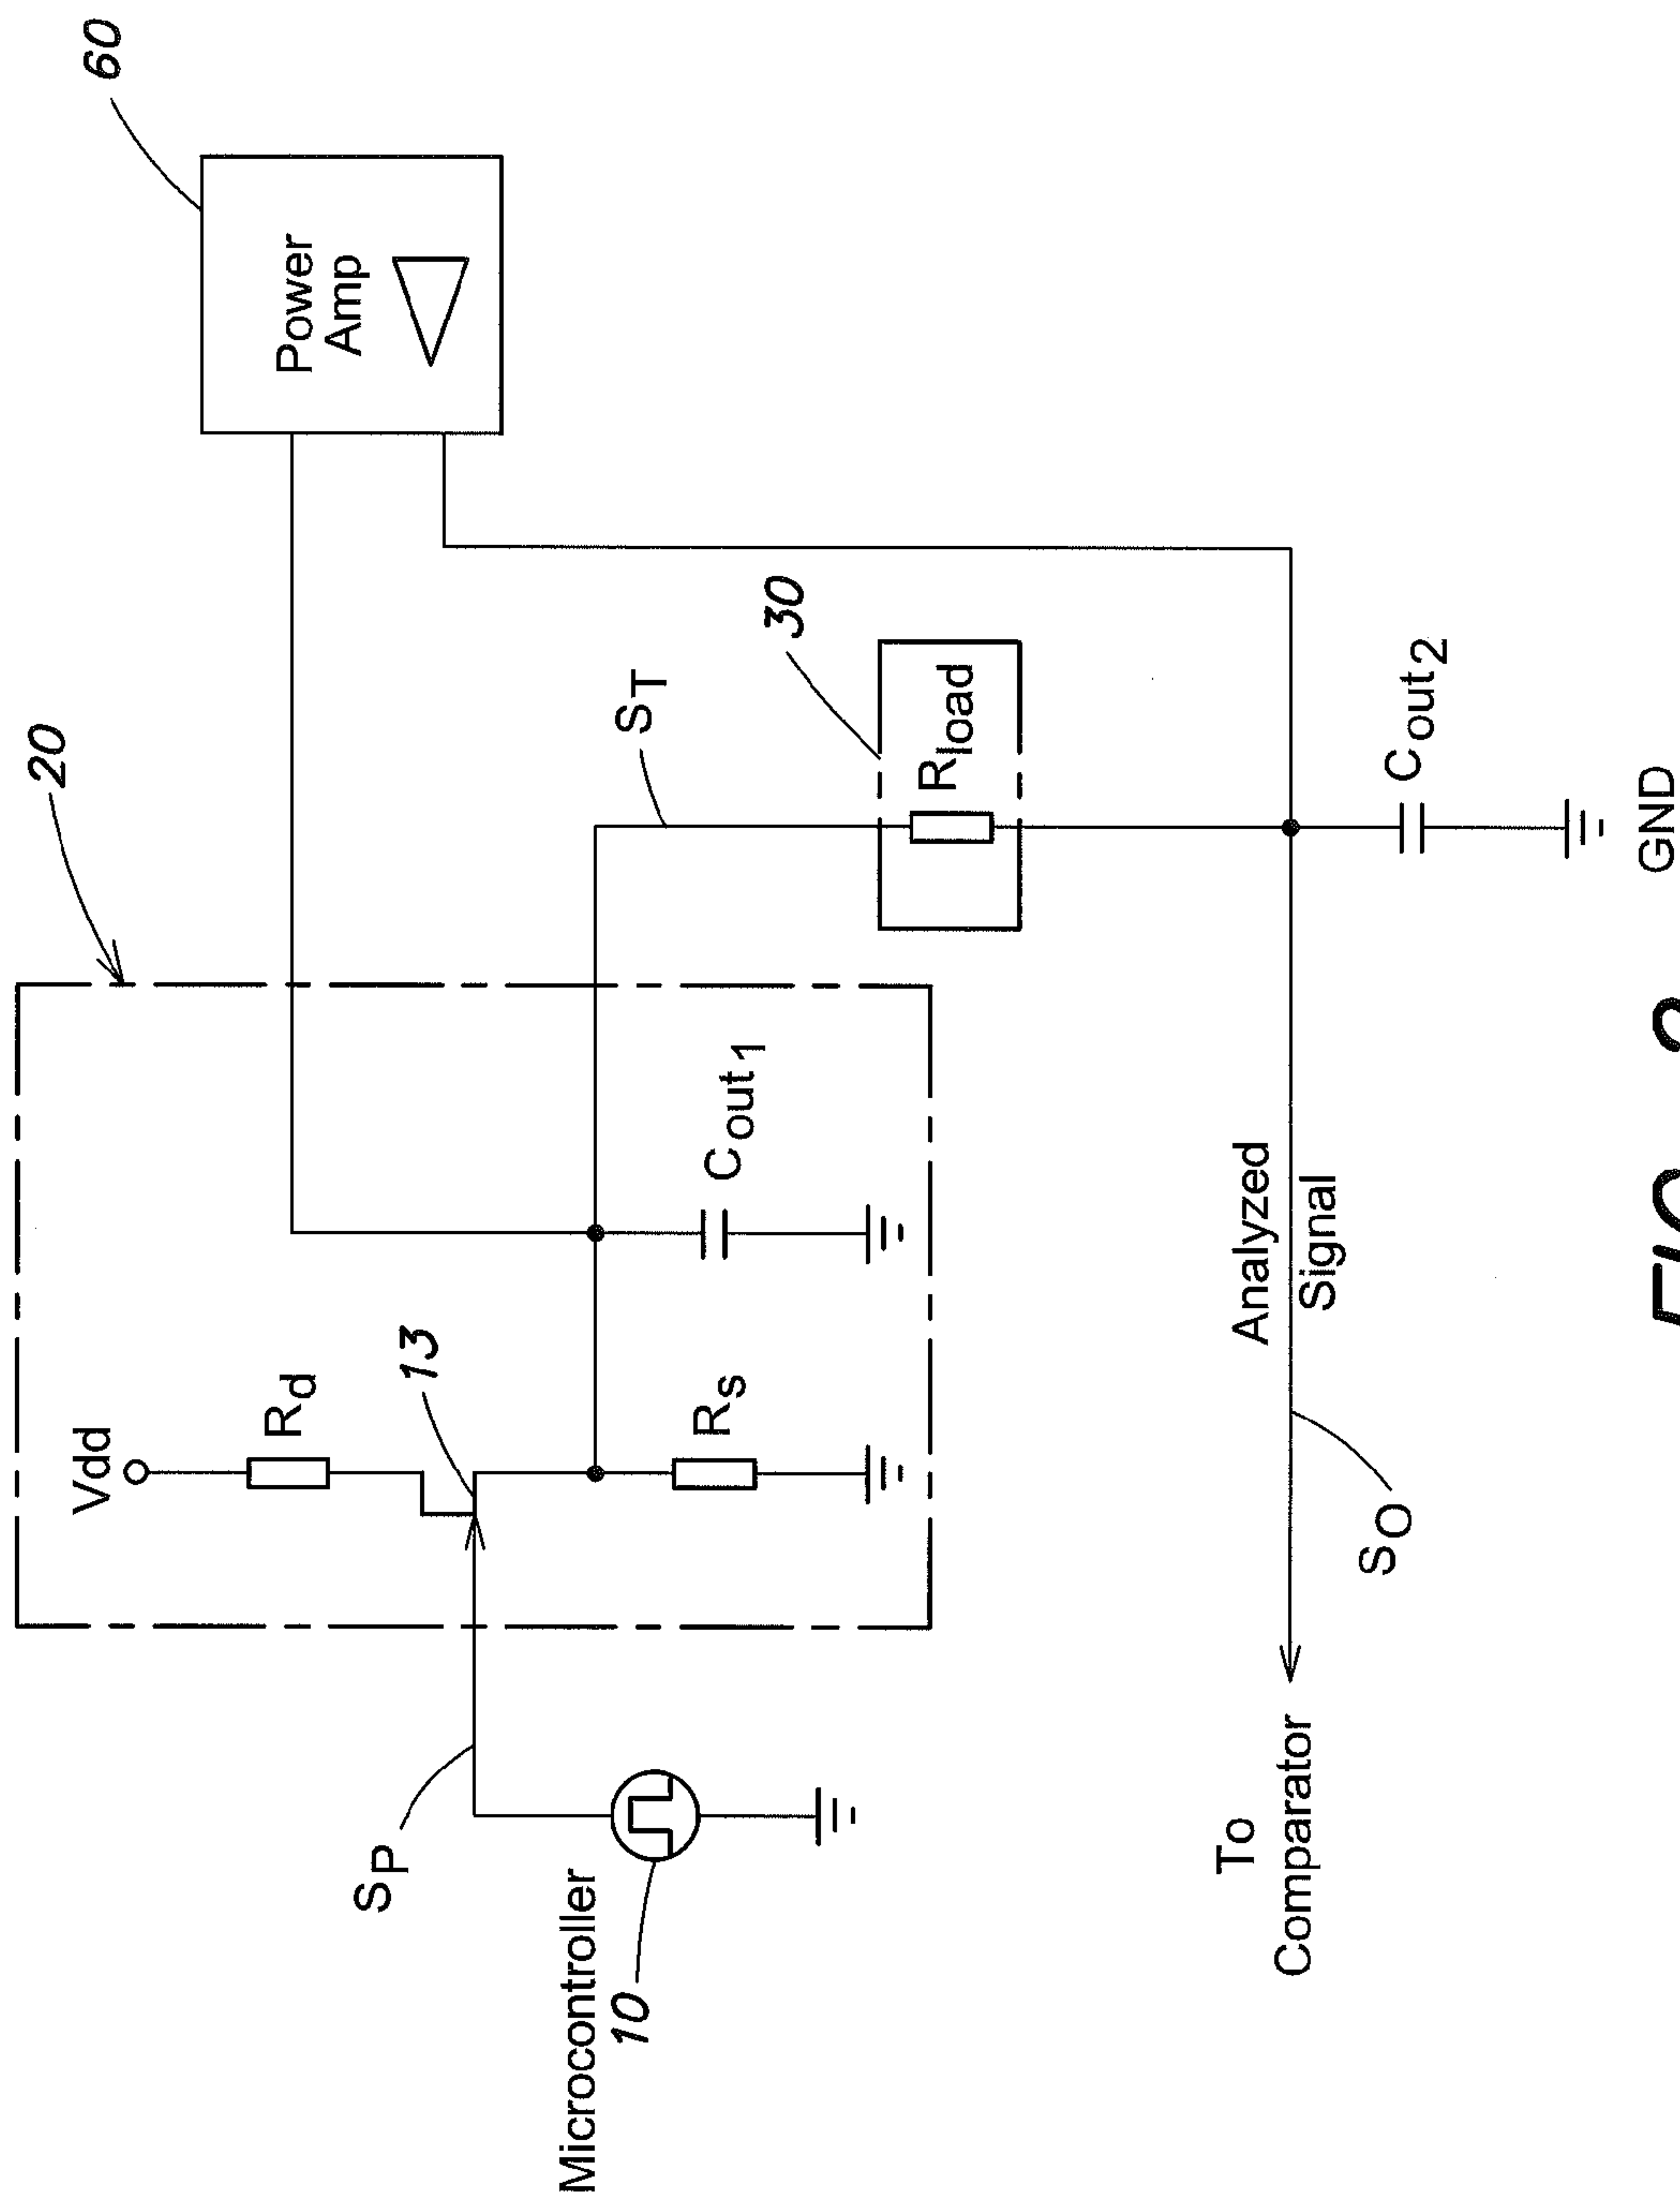 60
Power
Amp
20
Vdd
Rd
13
Rs
Cout1
ST
30
Rload
SP
Microcontroller
10
Analyzed
Signal
To
Comparator
SO
Cout2
GND